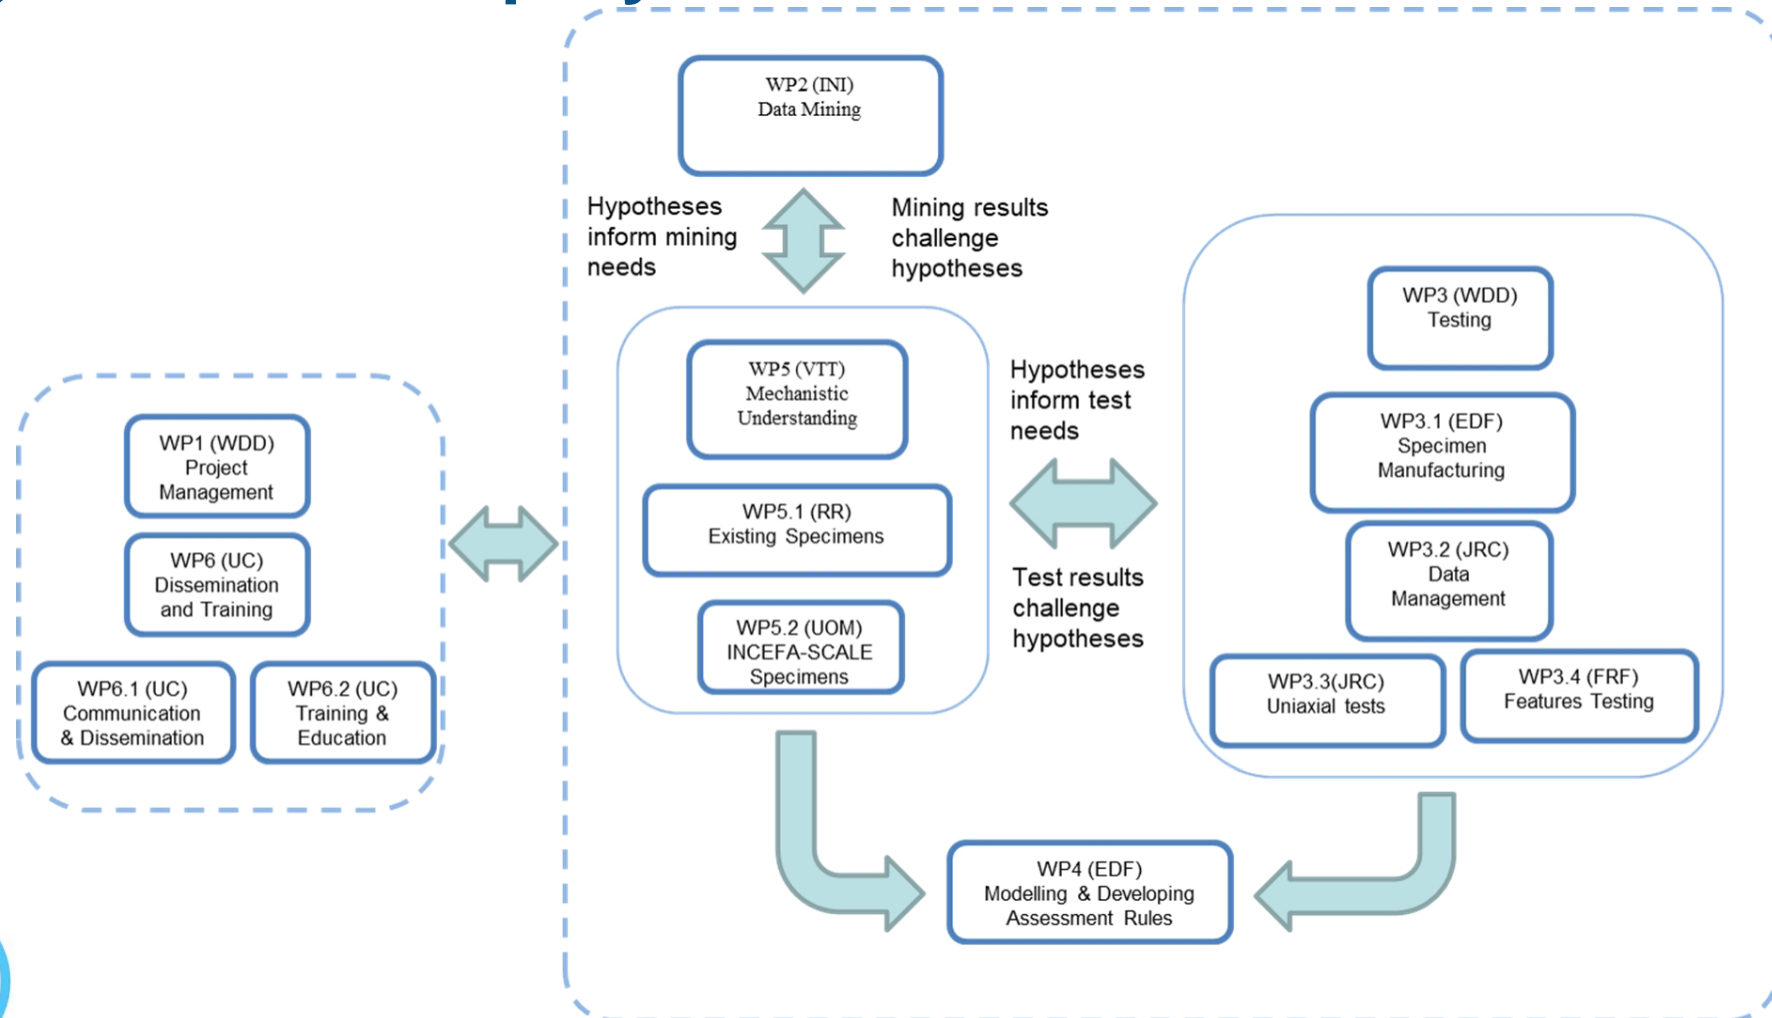 WP2 (INI)
Data Mining
Hypotheses
inform mining
needs
Mining results
challenge
hypotheses
WP5 (VTT)
Mechanistic
Understanding
WP5.1 (RR)
Existing Specimens
WP5.2 (UOM)
INCEFA-SCALE
Specimens
Hypotheses
inform test
needs
Test results
challenge
hypotheses
WP3 (WDD)
Testing
WP3.1 (EDF)
Specimen
Manufacturing
WP3.2 (JRC)
Data
Management
WP3.3(JRC)
Uniaxial tests
WP3.4 (FRF)
Features Testing
WP1 (WDD)
Project
Management
WP6 (UC)
Dissemination
and Training
WP6.1 (UC)
Communication
& Dissemination
WP6.2 (UC)
Training &
Education
WP4 (EDF)
Modelling & Developing
Assessment Rules